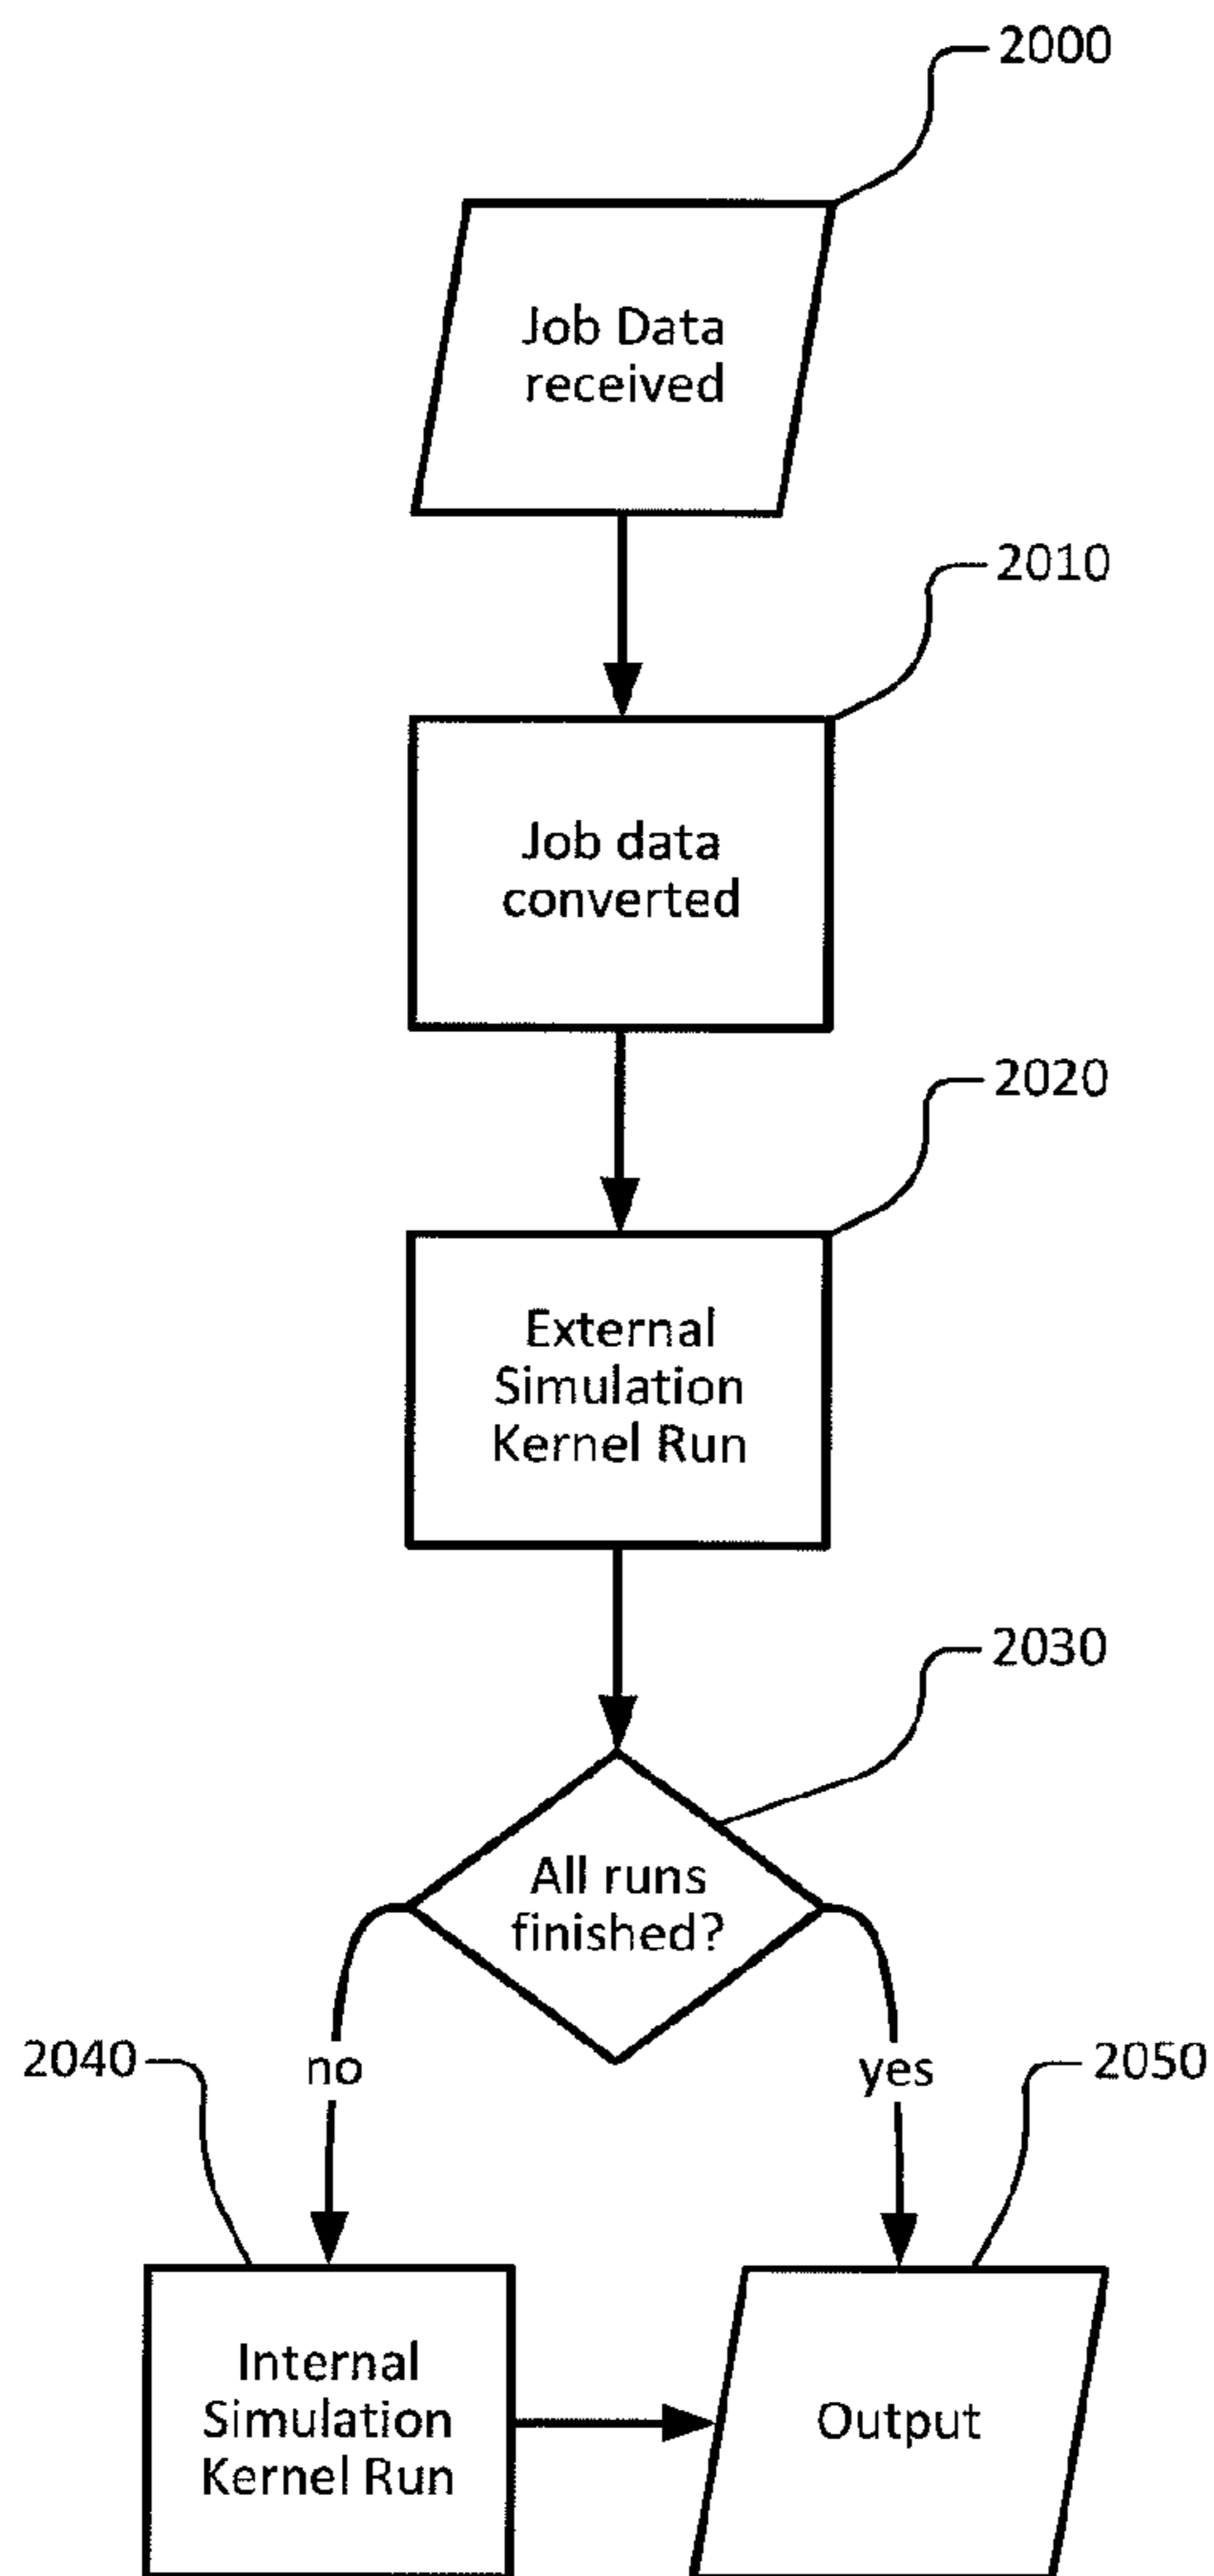 2000
Job Data
received
2010
Job data
converted
2020
External
Simulation
Kernel Run
2030
All runs
finished?
2040
no
yes
2050
Internal
Simulation
Kernel Run
Output